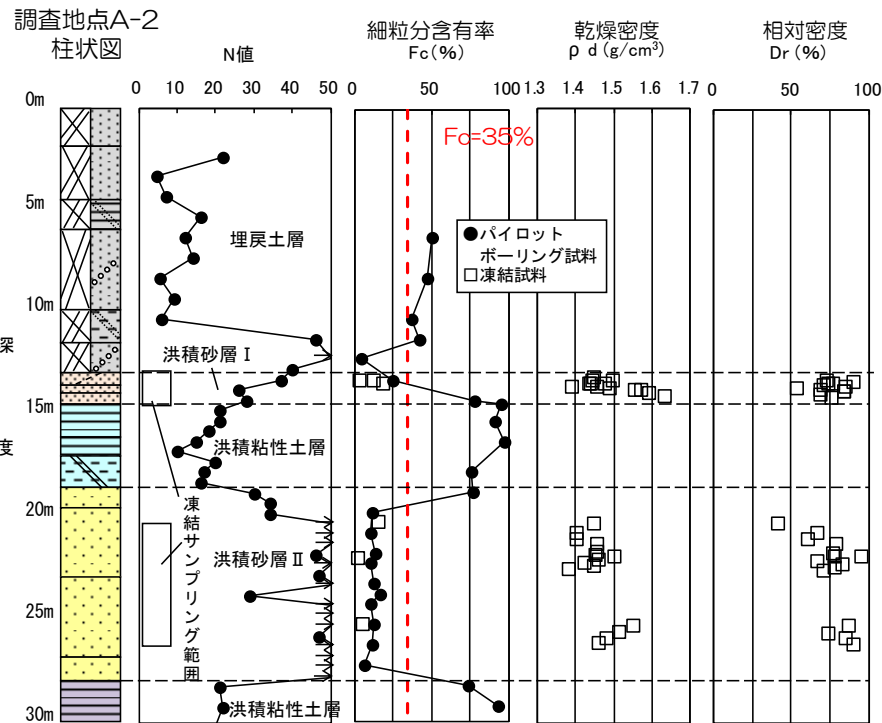 調査地点A-2
柱状図
N値
細粒分含有率
Fc(%)
乾燥密度
ρ d (g/cm³)
相対密度
Dr (%)
0 10 20 30 40 50
0 50 100
1.3 1.4 1.5 1.6 1.7
0 50 100
0m
5m
10m
15m
20m
25m
30m
深
度
Fc=35%
●パイロット
ボーリング試料
□凍結試料
埋戻土層
洪積砂層Ⅰ
洪積粘性土層
洪積砂層Ⅱ
洪積粘性土層
凍結サンプリング範囲